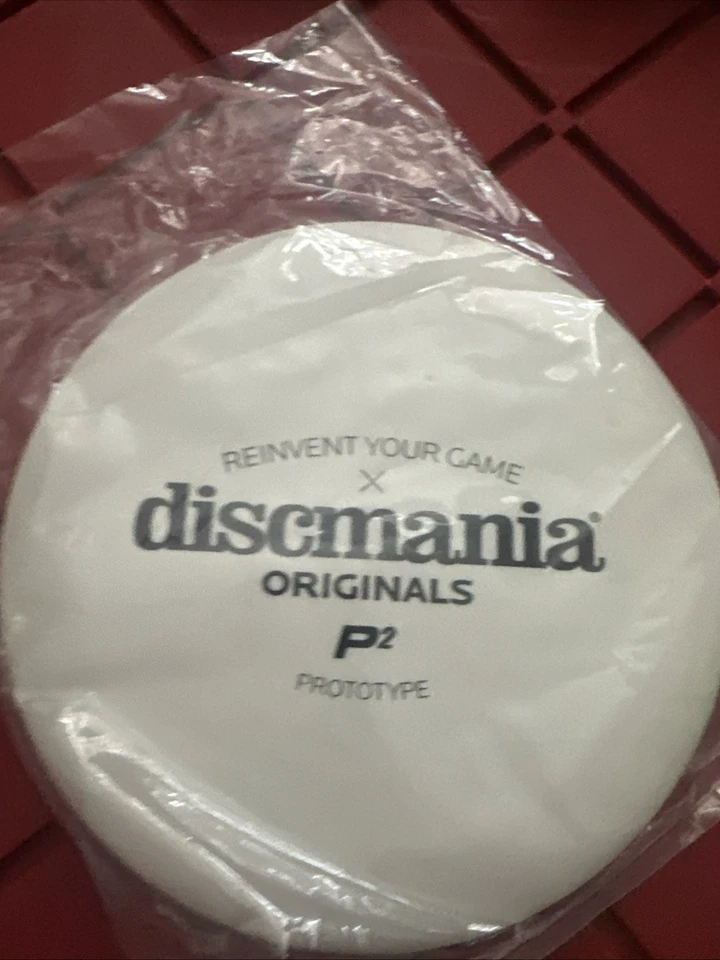 REINVENT YOUR GAME
X
discmania®
ORIGINALS
P²
PROTOTYPE